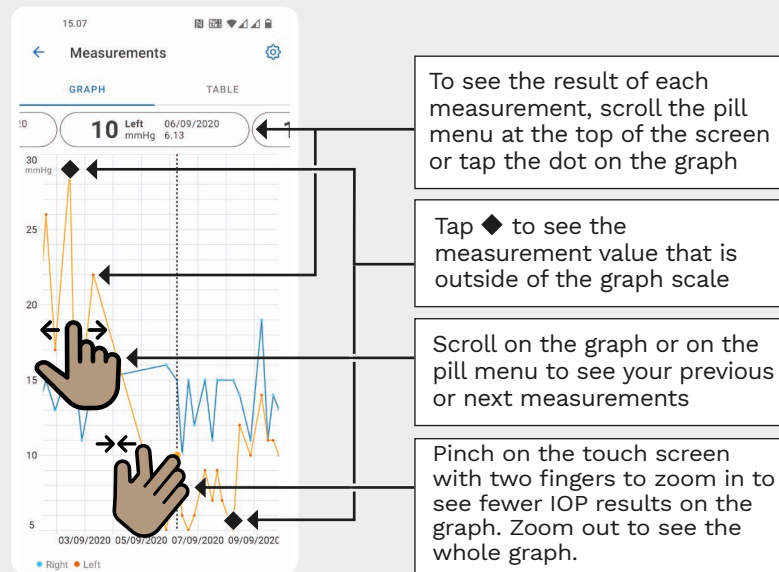 15.07
Measurements
GRAPH
TABLE
20
10 Left 06/09/2020
mmHg 6.13
1
30
mmHg
25
20
15
10
5
03/09/2020 05/09/2020 07/09/2020 09/09/2020
Right Left
To see the result of each
measurement, scroll the pill
menu at the top of the screen
or tap the dot on the graph
Tap ◆ to see the
measurement value that is
outside of the graph scale
Scroll on the graph or on the
pill menu to see your previous
or next measurements
Pinch on the touch screen
with two fingers to zoom in to
see fewer IOP results on the
graph. Zoom out to see the
whole graph.